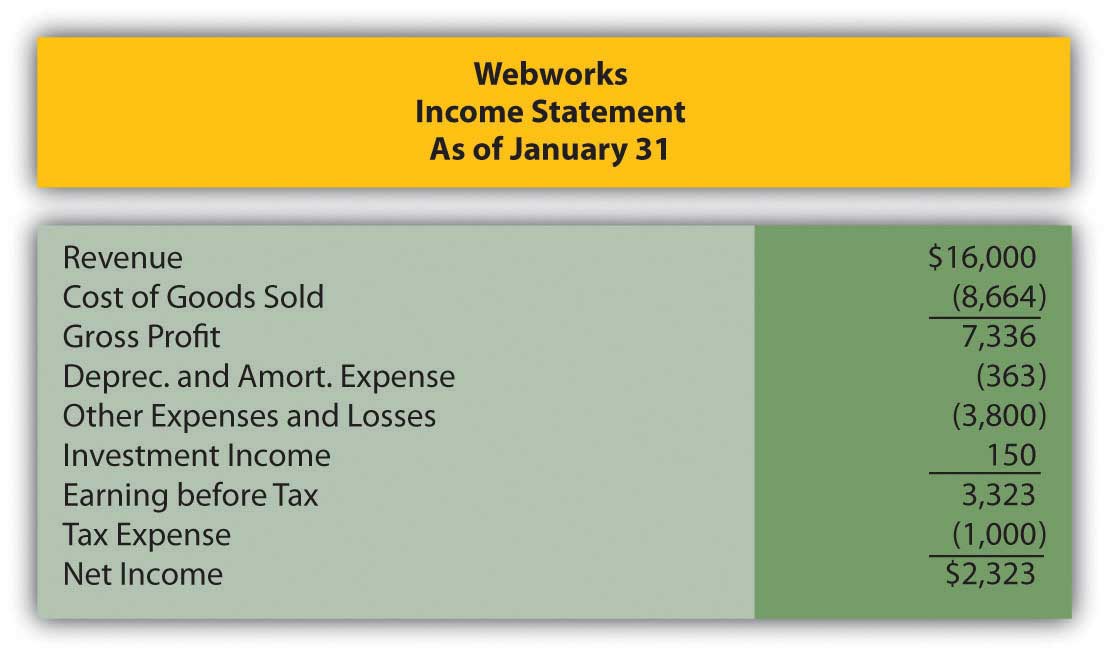 Webworks
Income Statement
As of January 31
Revenue $16,000
Cost of Goods Sold (8,664)
Gross Profit 7,336
Deprec. and Amort. Expense (363)
Other Expenses and Losses (3,800)
Investment Income 150
Earning before Tax 3,323
Tax Expense (1,000)
Net Income $2,323